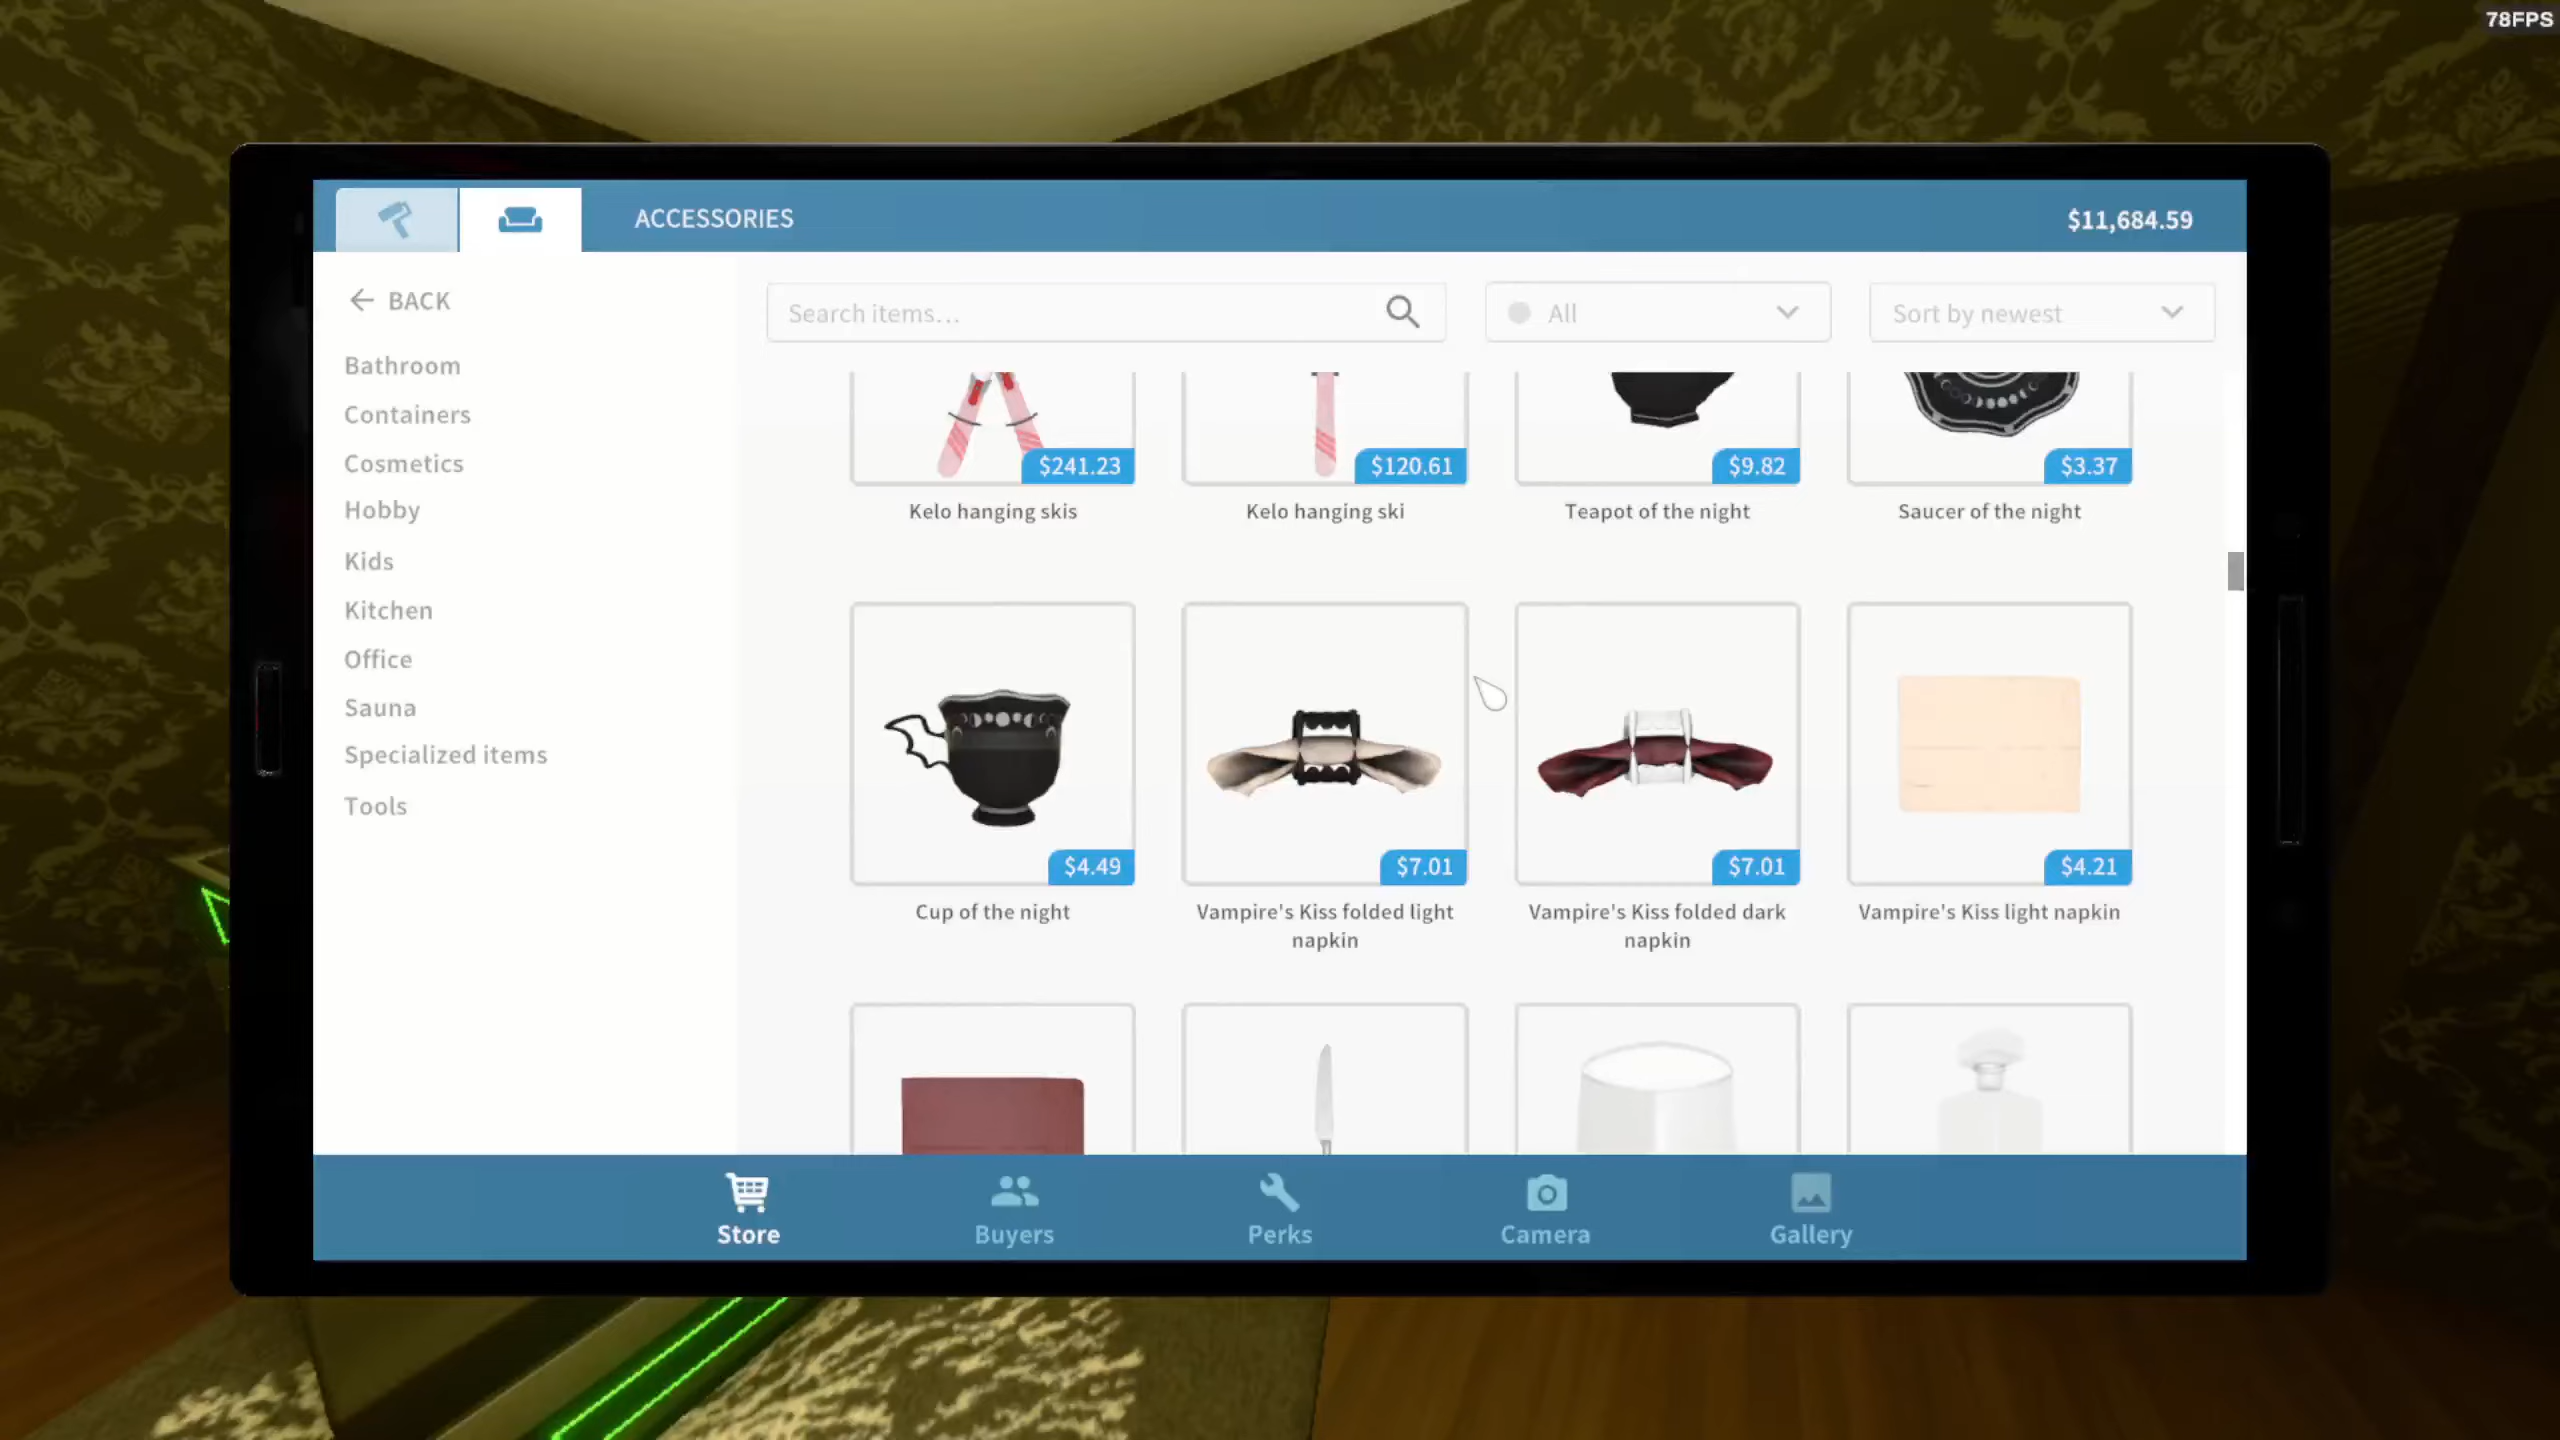 78FPS
ACCESSORIES
$11,684.59
BACK
Search items...
All
Sort by newest
Bathroom
Containers
Cosmetics
Hobby
Kids
Kitchen
Office
Sauna
Specialized items
Tools
$241.23
$120.61
$9.82
$3.37
Kelo hanging skis
Kelo hanging ski
Teapot of the night
Saucer of the night
$4.49
$7.01
$7.01
$4.21
Cup of the night
Vampire's Kiss folded light
napkin
Vampire's Kiss folded dark
napkin
Vampire's Kiss light napkin
Store
Buyers
Perks
Camera
Gallery